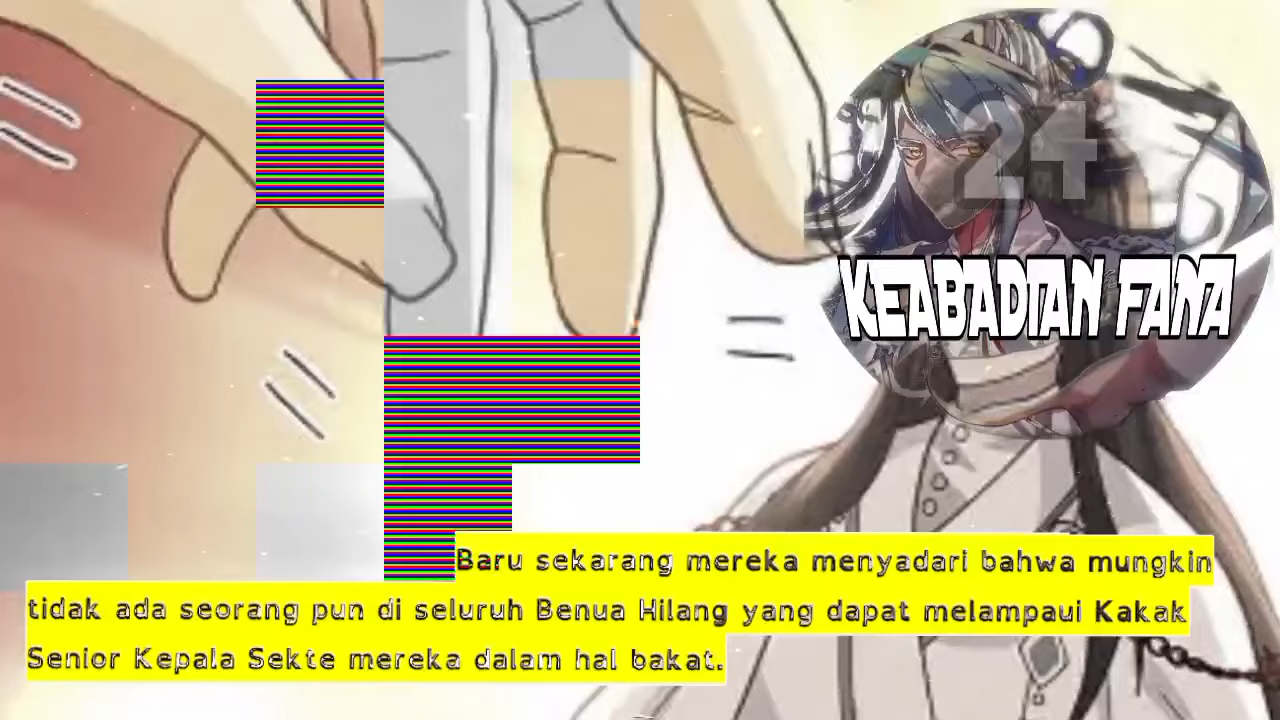 24
KEABADIAN FANA
Baru sekarang mereka menyadari bahwa mungkin
tidak ada seorang pun di seluruh Benua Hilang yang dapat melampaui Kakak
Senior Kepala Sekte mereka dalam hal bakat.